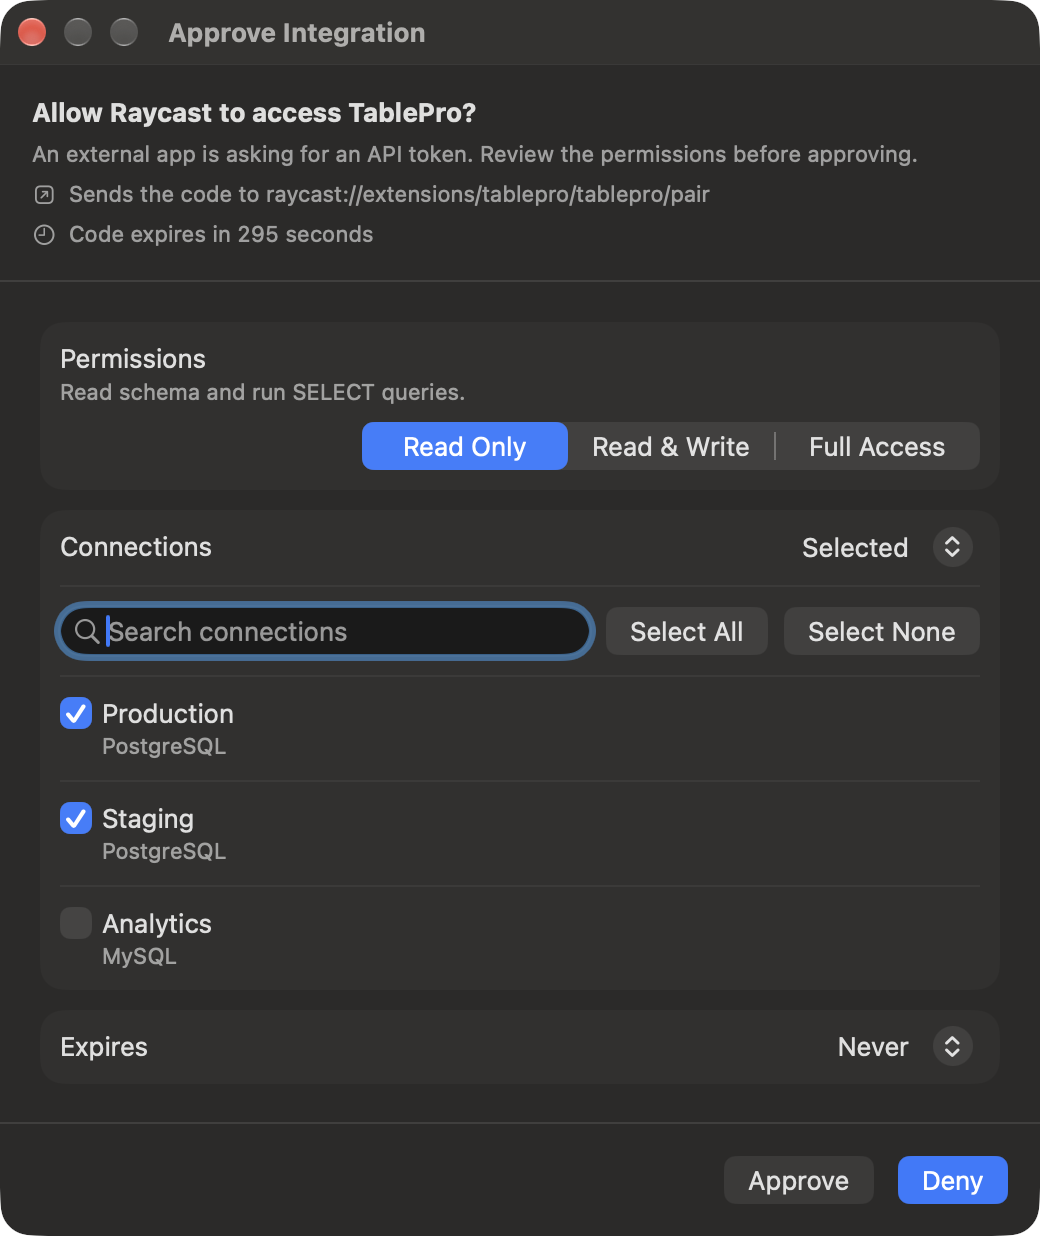 Approve Integration
Allow Raycast to access TablePro?
An external app is asking for an API token. Review the permissions before approving.
Sends the code to raycast://extensions/tablepro/tablepro/pair
Code expires in 295 seconds
Permissions
Read schema and run SELECT queries.
Read Only Read & Write Full Access
Connections Selected
Search connections Select All Select None
Production
PostgreSQL
Staging
PostgreSQL
Analytics
MySQL
Expires Never
Approve Deny